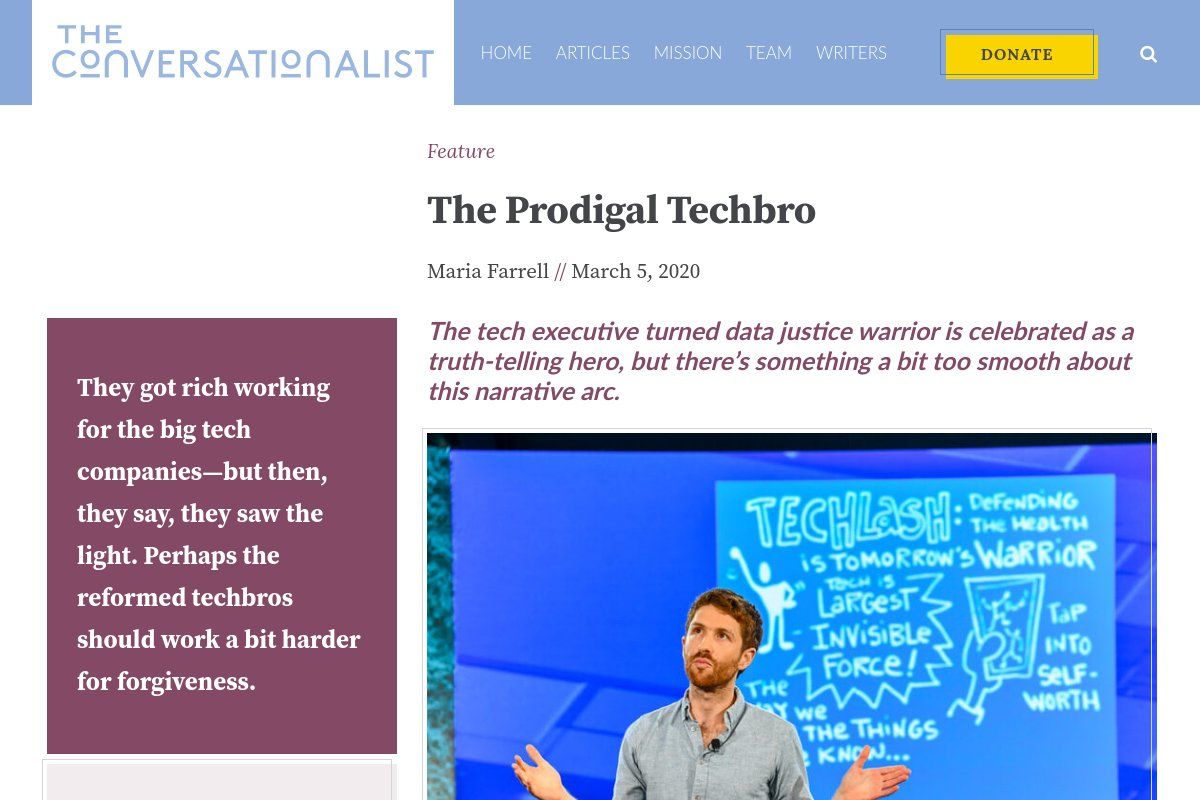 THE
CONVERSATIONALIST
HOME ARTICLES MISSION TEAM WRITERS
DONATE
Feature
The Prodigal Techbro
Maria Farrell // March 5, 2020
They got rich working
for the big tech
companies—but then,
they say, they saw the
light. Perhaps the
reformed techbros
should work a bit harder
for forgiveness.
The tech executive turned data justice warrior is celebrated as a
truth-telling hero, but there’s something a bit too smooth about
this narrative arc.
TECHLASH: DEFENDING
THE HEALTH
IS TOMORROW'S WARRIOR
TECH IS
LARGEST
INVISIBLE
FORCE!
TAP
INTO
SELF-
WORTH
THE
WE
THE THINGS
KNOW...